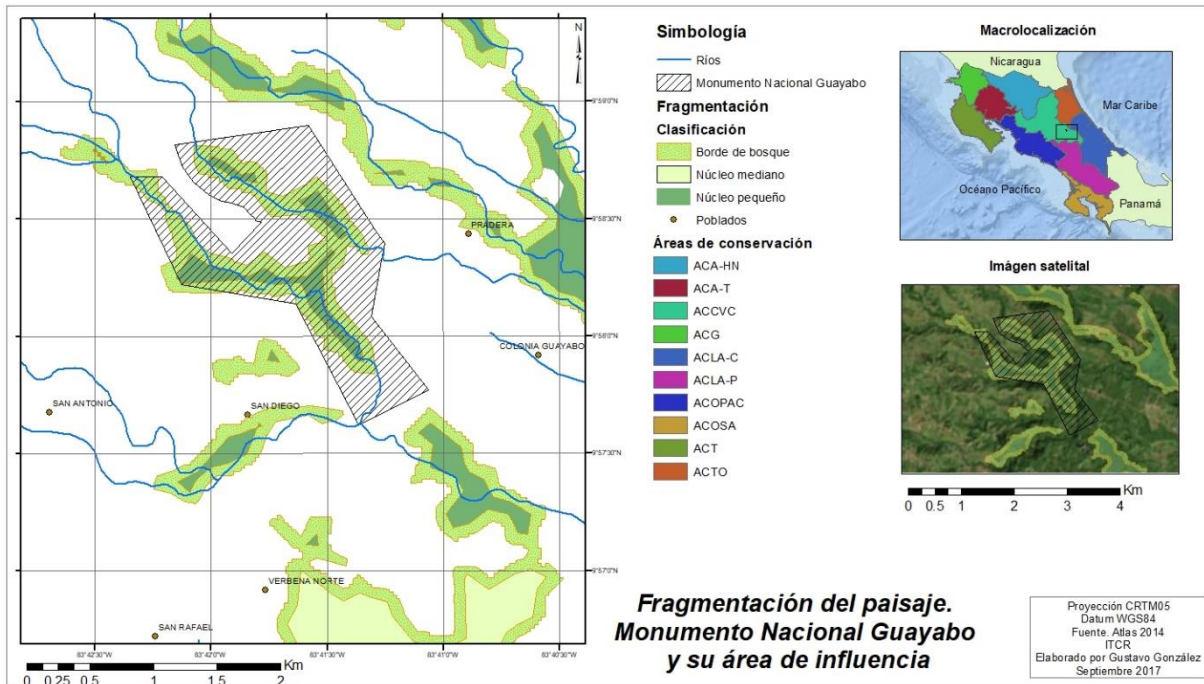 N
9°59'0"N
9°58'30"N
9°58'0"N
9°57'30"N
9°57'0"N
PRADERA
COLONIA GUAYABO
SAN ANTONIO
SAN DIEGO
VERBENA NORTE
SAN RAFAEL
83°42'30"W
83°42'0"W
83°41'30"W
83°41'0"W
83°40'30"W
Km
0 0.25 0.5 1 1.5 2
Simbología
Ríos
Monumento Nacional Guayabo
Fragmentación
Clasificación
Borde de bosque
Núcleo mediano
Núcleo pequeño
Poblados
Áreas de conservación
ACA-HN
ACA-T
ACCVC
ACG
ACLA-C
ACLA-P
ACOPAC
ACOSA
ACT
ACTO
Macrolocalización
Nicaragua
Mar Caribe
Océano Pacífico
Panamá
Imágen satelital
Km
0 0.5 1 2 3 4
Fragmentación del paisaje.
Monumento Nacional Guayabo
y su área de influencia
Proyección CRTM05
Datum WGS84
Fuente. Atlas 2014
ITCR
Elaborado por Gustavo González
Septiembre 2017